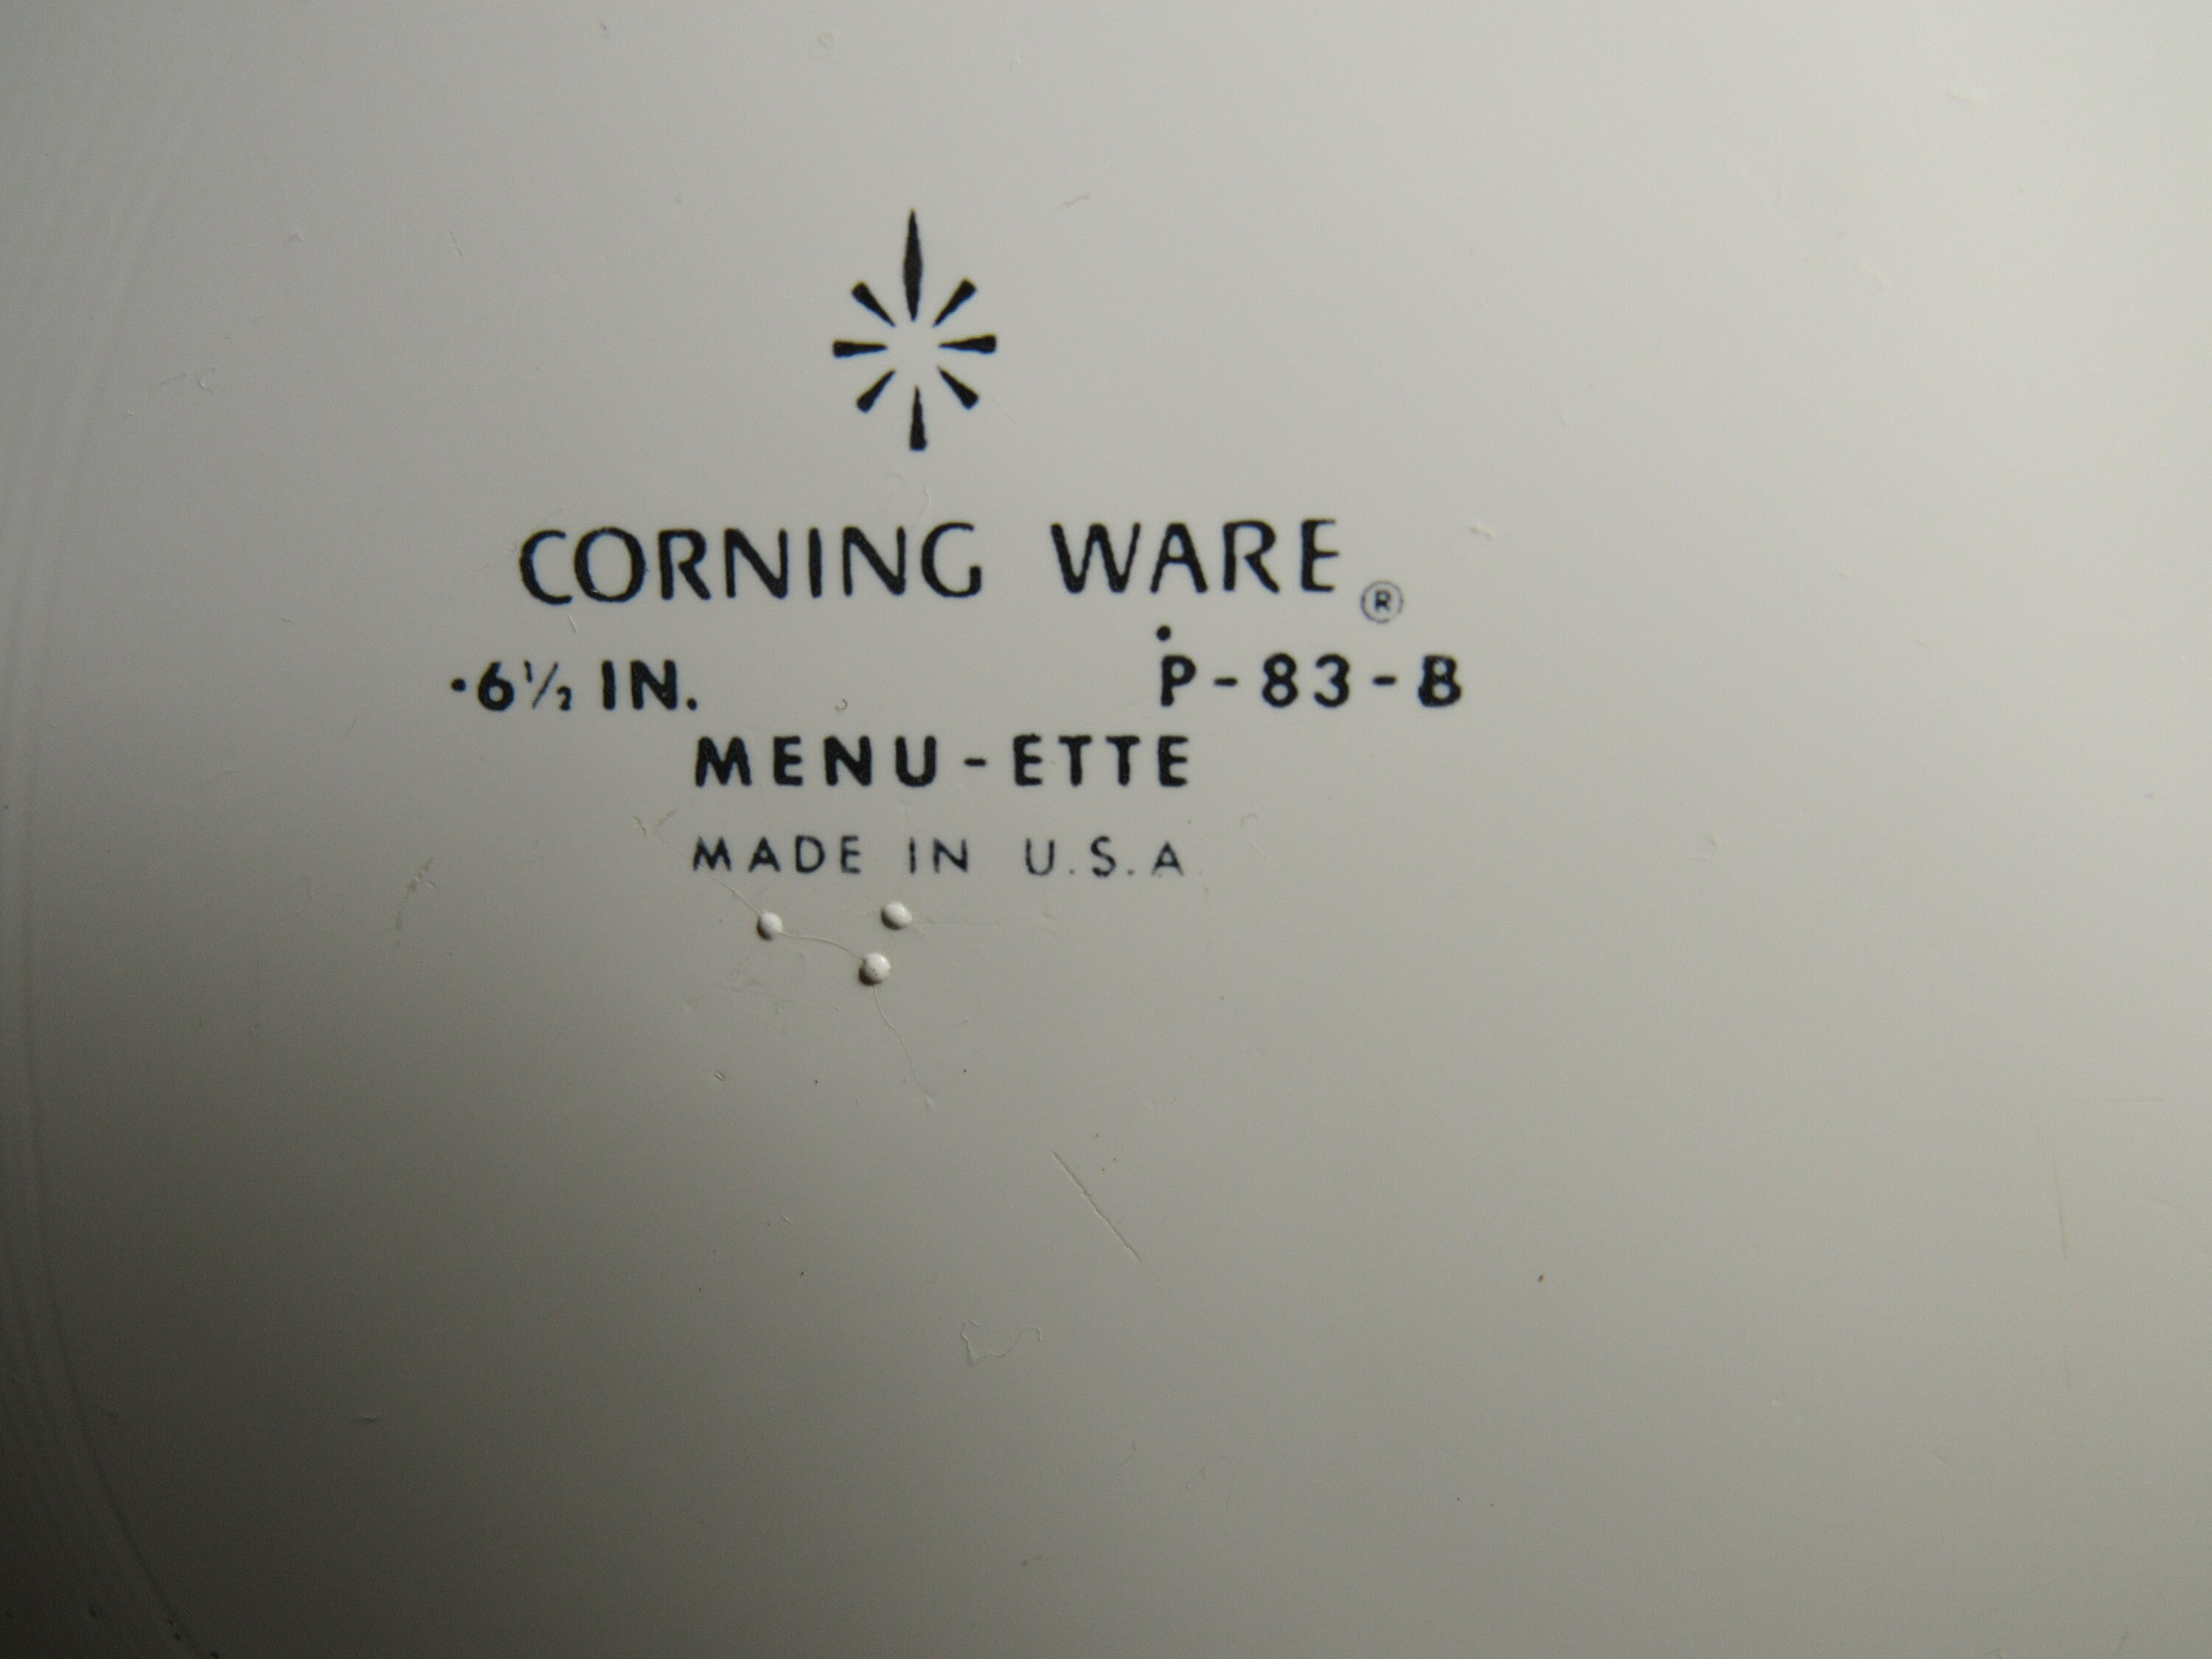 CORNING WARE ®
·6½ IN. P-83-B
MENU-ETTE
MADE IN U.S.A.